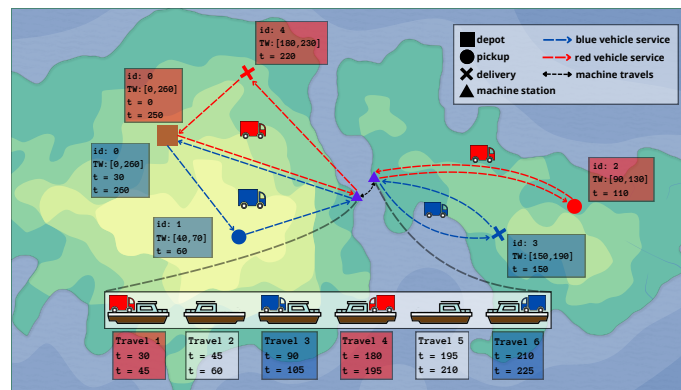 id: 4
TW:[180,230]
t = 220
depot
pickup
delivery
machine station
blue vehicle service
red vehicle service
machine travels
id: 0
TW:[0,260]
t = 0
t = 250
id: 0
TW:[0,260]
t = 30
t = 260
id: 2
TW:[90,130]
t = 110
id: 1
TW:[40,70]
t = 60
id: 3
TW:[150,190]
t = 150
Travel 1
t = 30
t = 45
Travel 2
t = 45
t = 60
Travel 3
t = 90
t = 105
Travel 4
t = 180
t = 195
Travel 5
t = 195
t = 210
Travel 6
t = 210
t = 225